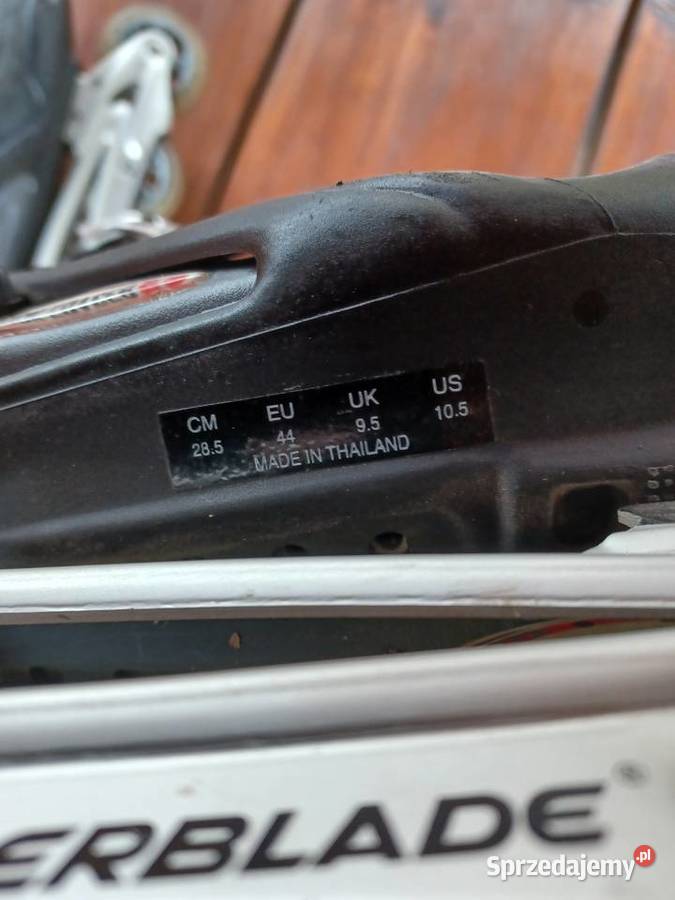 CM EU UK US
28.5 44 9.5 10.5
MADE IN THAILAND
ERBLADE®
Sprzedajemy.pl